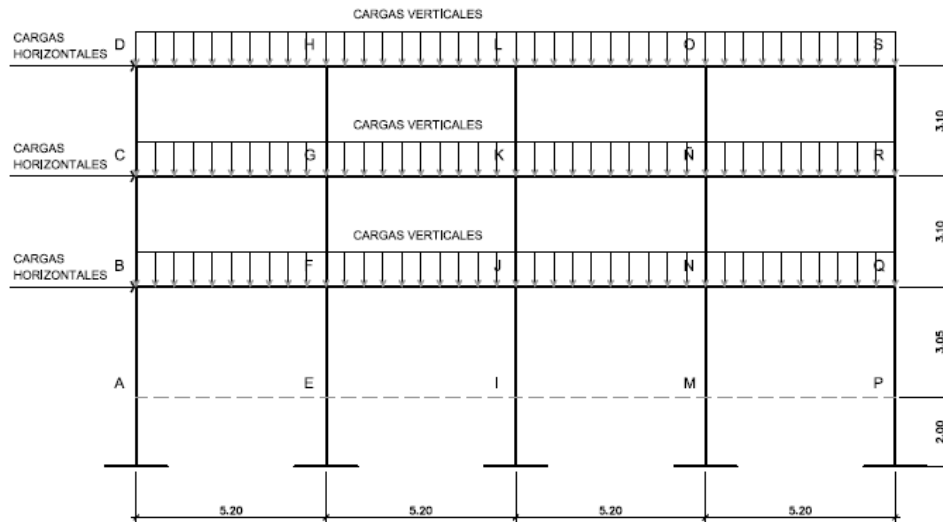 CARGAS VERTICALES
CARGAS
HORIZONTALES
D H L O S
3.10
CARGAS VERTICALES
CARGAS
HORIZONTALES
C G K Ñ R
3.10
CARGAS VERTICALES
CARGAS
HORIZONTALES
B F J N Q
3.05
A E I M P
2.00
5.20 5.20 5.20 5.20